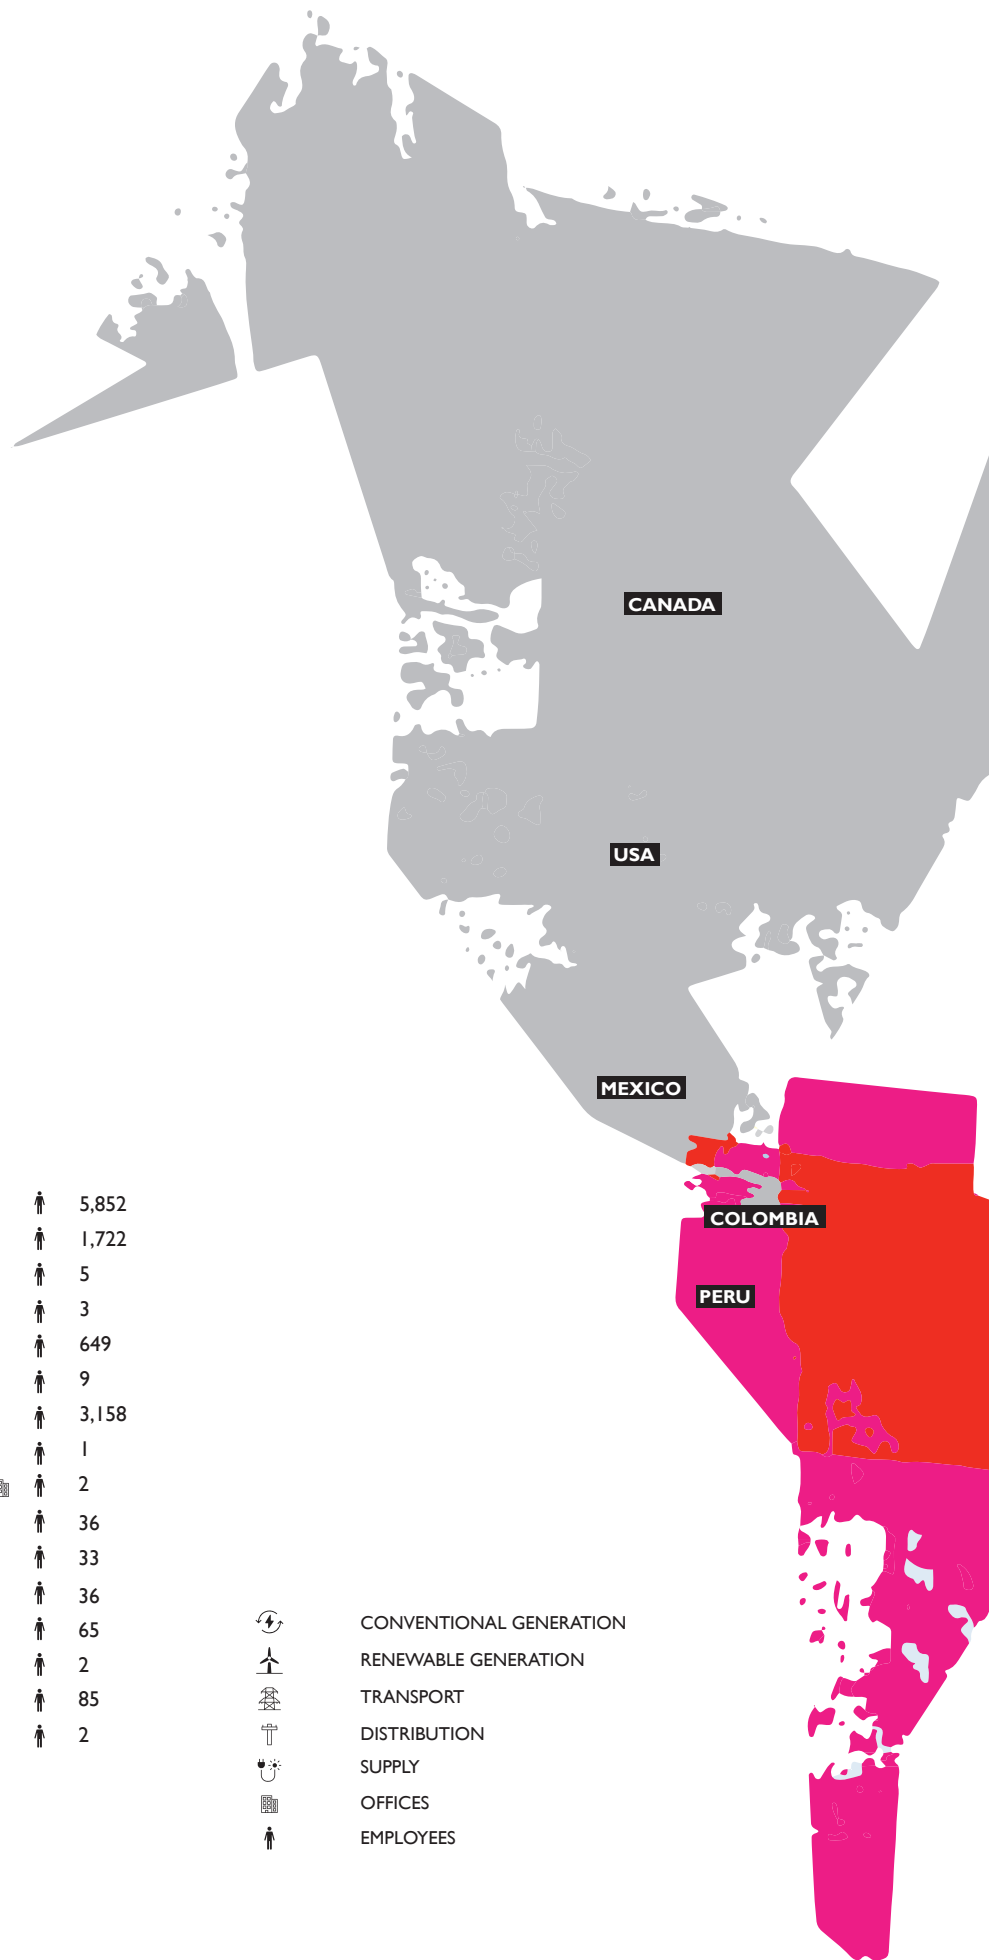 CANADA
USA
MEXICO
COLOMBIA
PERU
5,852
1,722
5
3
649
9
3,158
1
2
36
33
36
65
2
85
2
CONVENTIONAL GENERATION
RENEWABLE GENERATION
TRANSPORT
DISTRIBUTION
SUPPLY
OFFICES
EMPLOYEES